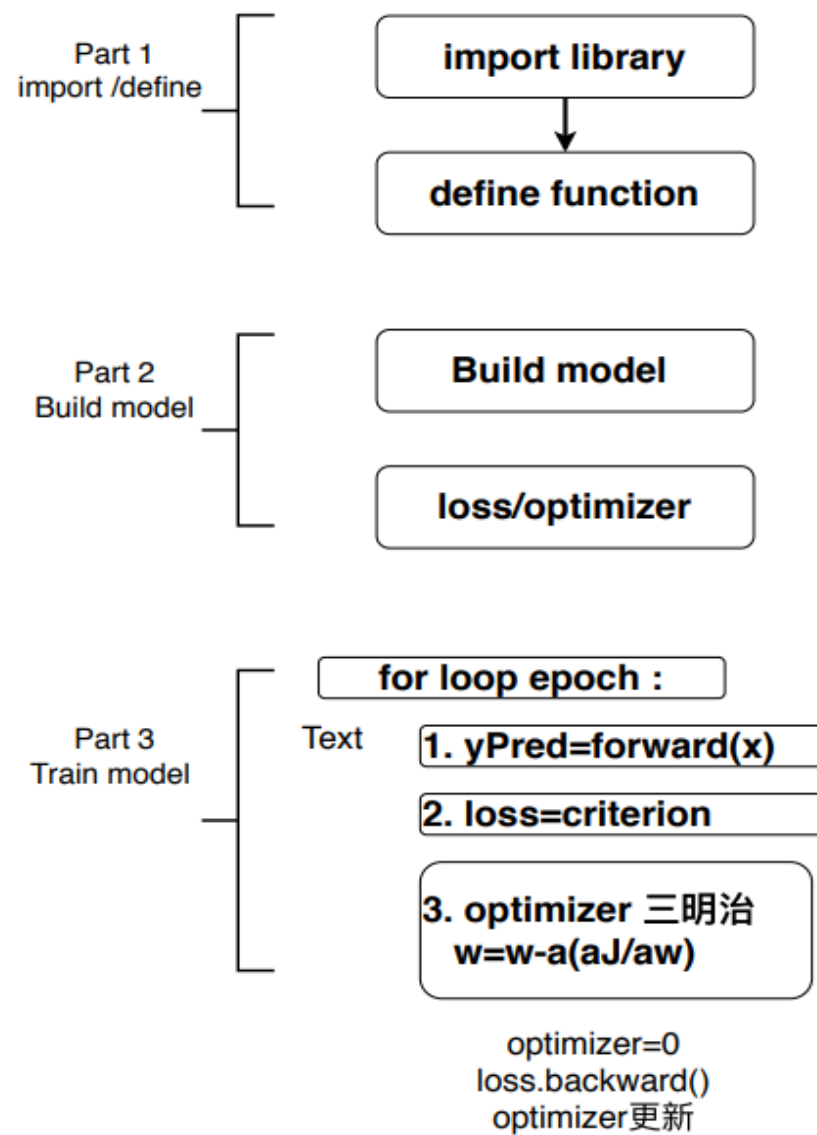 Part 1
import /define
import library
define function
Part 2
Build model
Build model
loss/optimizer
Part 3
Train model
for loop epoch :
Text
1. yPred=forward(x)
2. loss=criterion
3. optimizer 三明治
w=w-a(aJ/aw)
optimizer=0
loss.backward()
optimizer更新